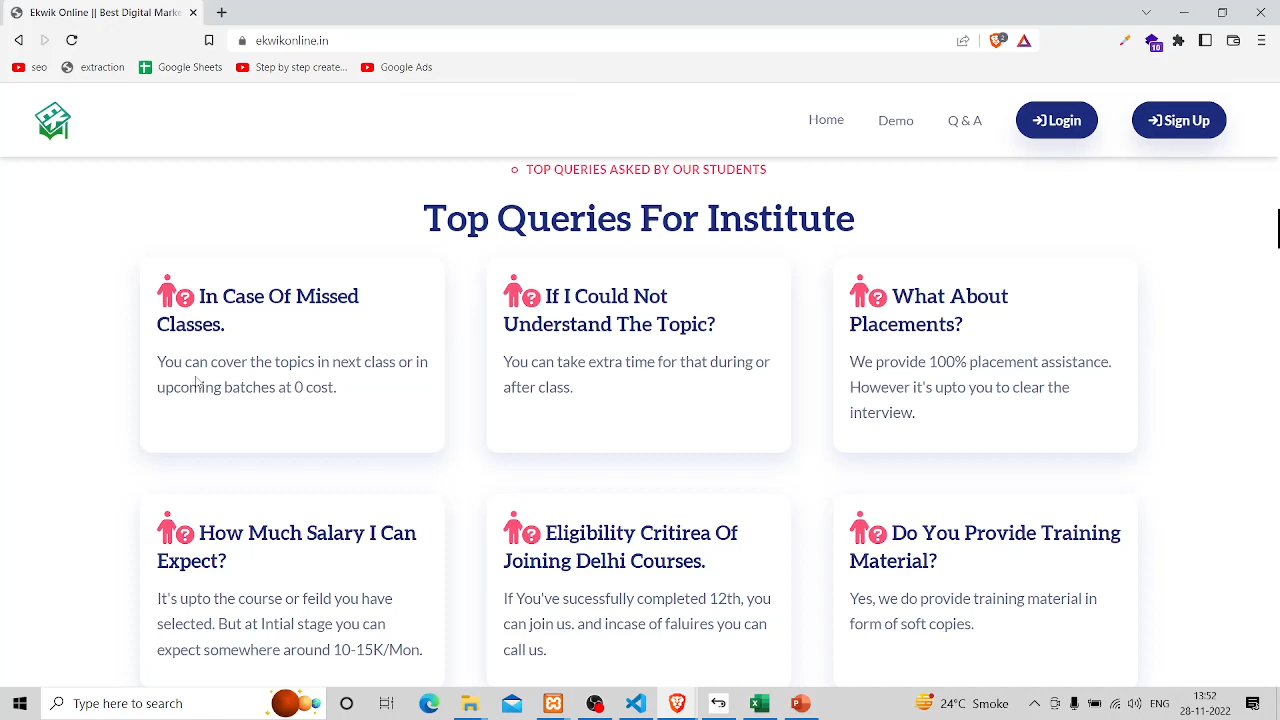 Ekwik Online || Best Digital Marke
ekwikonline.in
2
10
seo
extraction
Google Sheets
Step by step create...
Google Ads
EK
Home
Demo
Q & A
Login
Sign Up
TOP QUERIES ASKED BY OUR STUDENTS
Top Queries For Institute
In Case Of Missed
Classes.
You can cover the topics in next class or in
upcoming batches at 0 cost.
If I Could Not
Understand The Topic?
You can take extra time for that during or
after class.
What About
Placements?
We provide 100% placement assistance.
However it's upto you to clear the
interview.
How Much Salary I Can
Expect?
It's upto the course or feild you have
selected. But at Intial stage you can
expect somewhere around 10-15K/Mon.
Eligibility Critirea Of
Joining Delhi Courses.
If You've sucessfully completed 12th, you
can join us. and incase of faluires you can
call us.
Do You Provide Training
Material?
Yes, we do provide training material in
form of soft copies.
Type here to search
24°C Smoke
ENG
13:52
28-11-2022